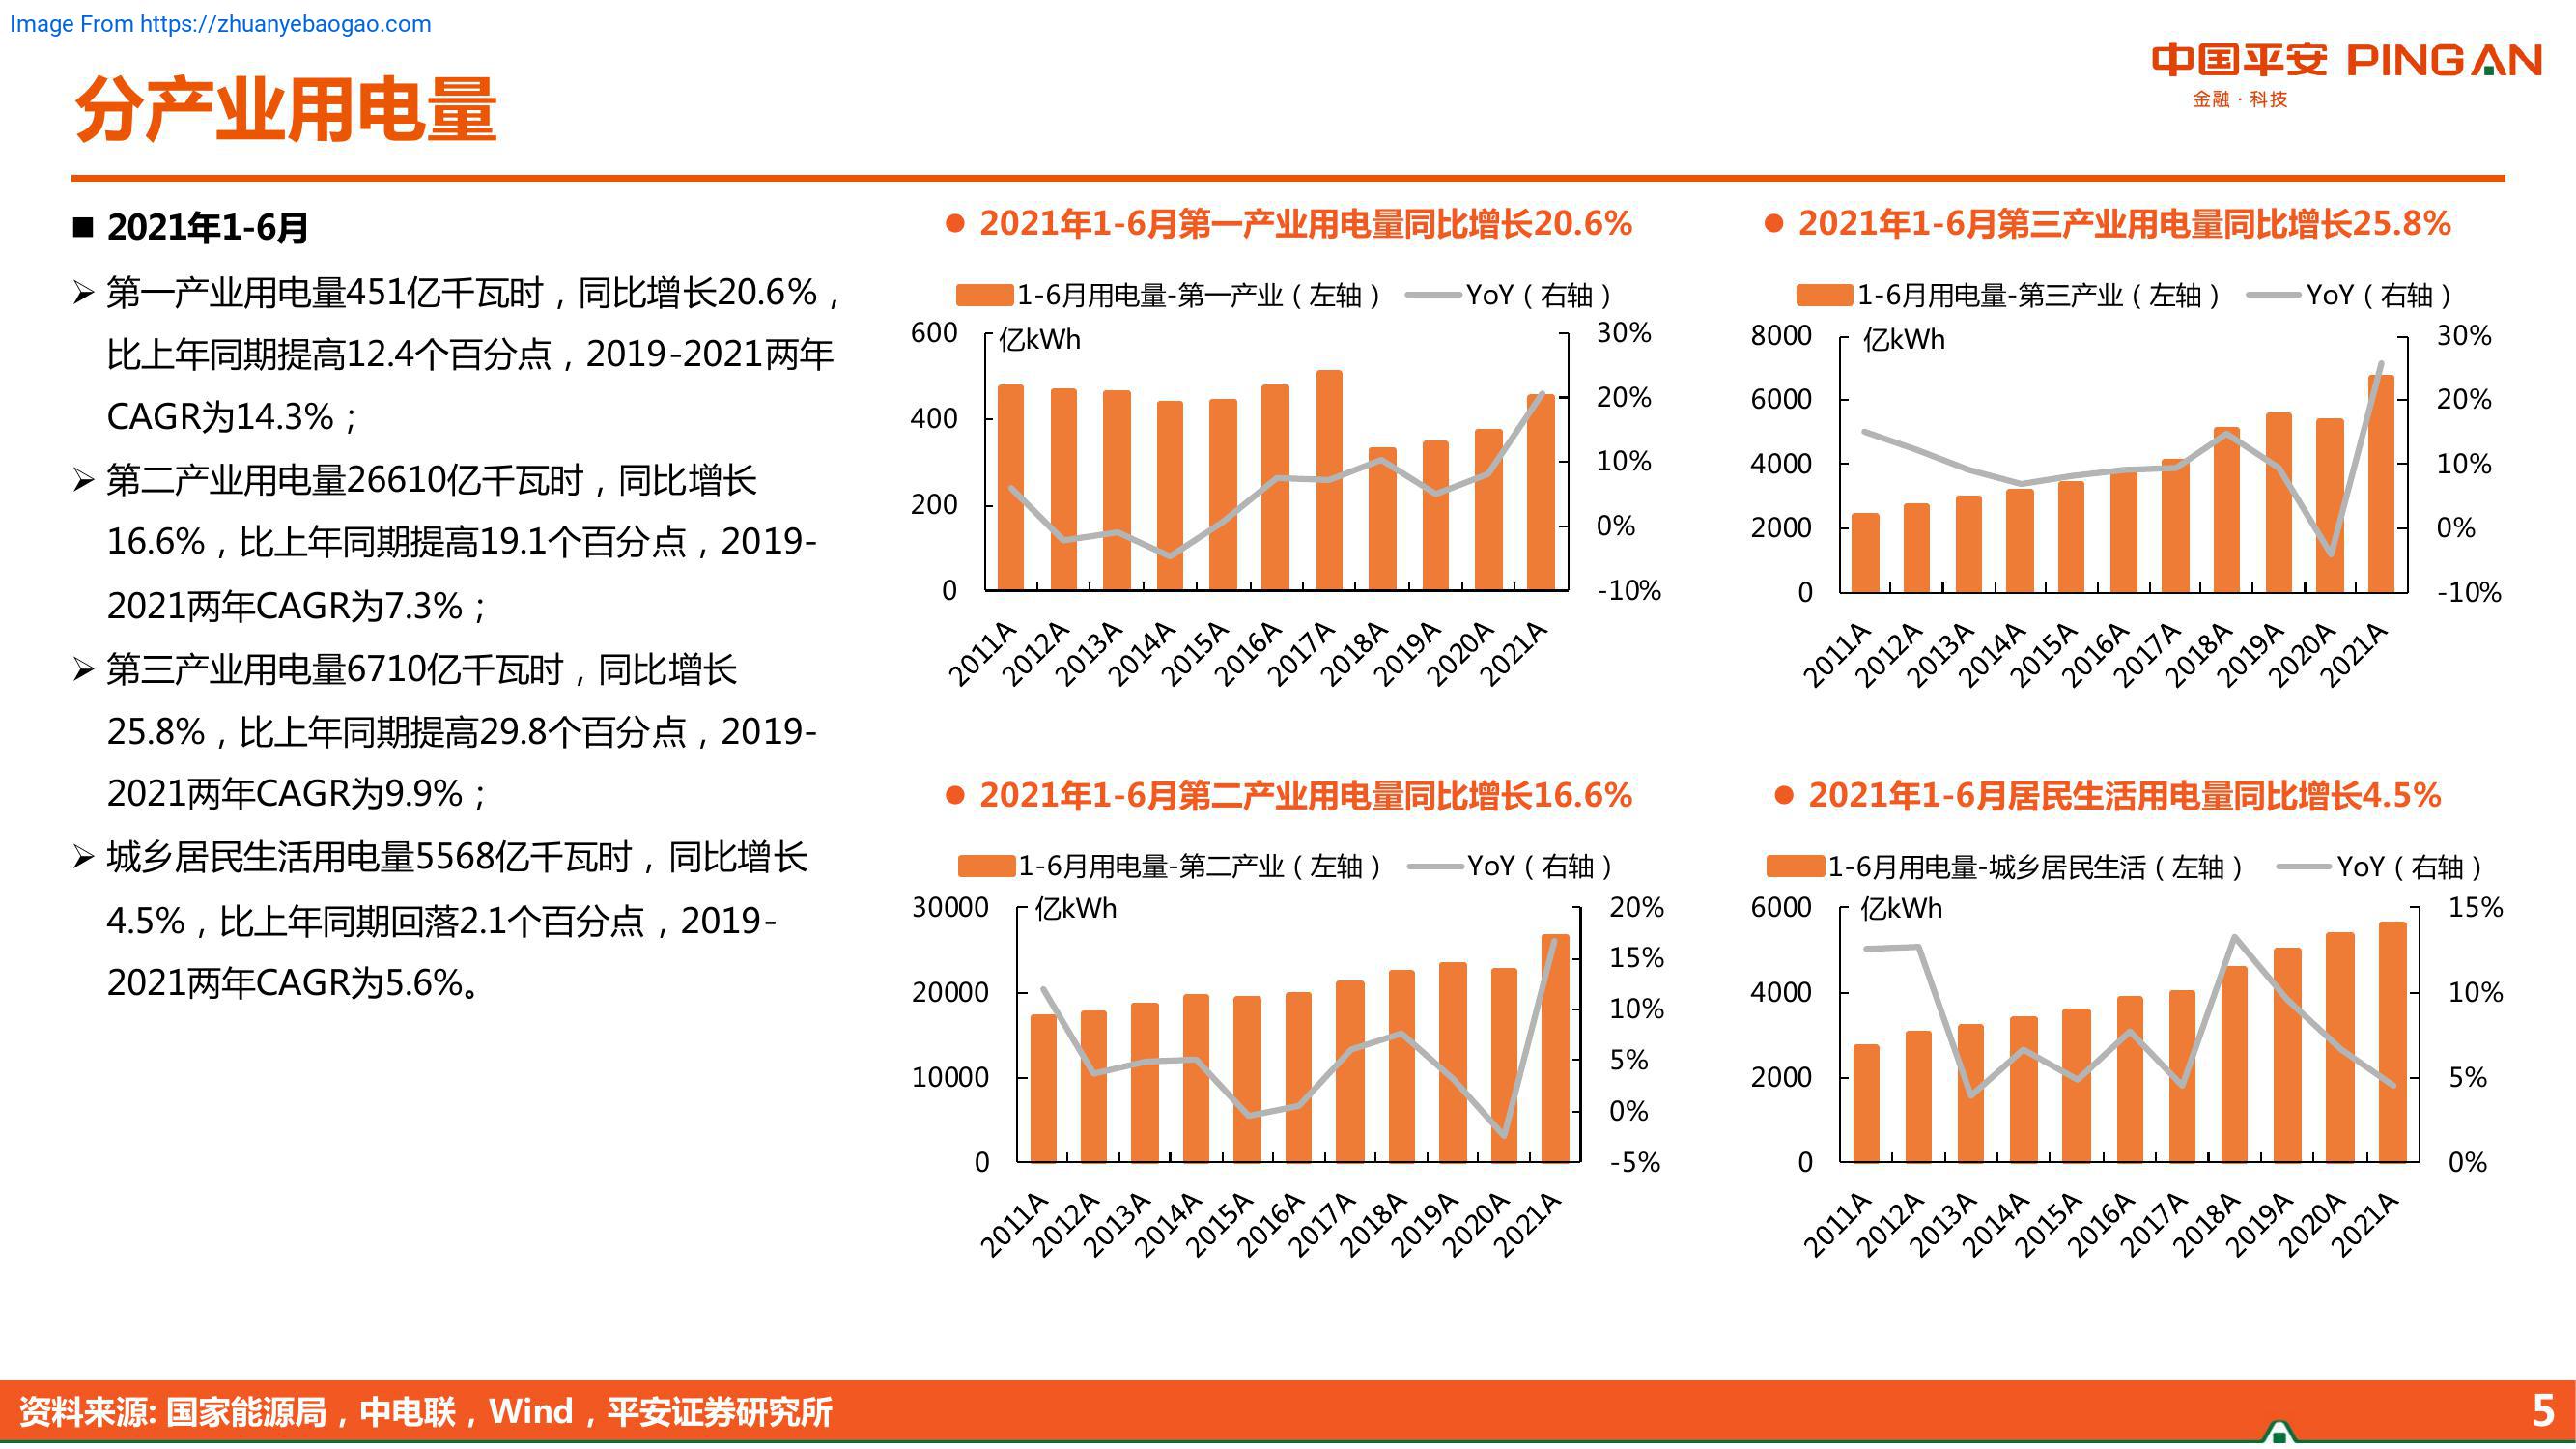 Image From https://zhuanyebaogao.com
中国平安 PINGAN
金融·科技
分产业用电量
■ 2021年1-6月
➢ 第一产业用电量451亿千瓦时，同比增长20.6%，
比上年同期提高12.4个百分点，2019-2021两年
CAGR为14.3%；
➢ 第二产业用电量26610亿千瓦时，同比增长
16.6%，比上年同期提高19.1个百分点，2019-
2021两年CAGR为7.3%；
➢ 第三产业用电量6710亿千瓦时，同比增长
25.8%，比上年同期提高29.8个百分点，2019-
2021两年CAGR为9.9%；
➢ 城乡居民生活用电量5568亿千瓦时，同比增长
4.5%，比上年同期回落2.1个百分点，2019-
2021两年CAGR为5.6%。
● 2021年1-6月第一产业用电量同比增长20.6%
1-6月用电量-第一产业（左轴） YoY（右轴）
亿kWh
600
400
200
0
30%
20%
10%
0%
-10%
2011A 2012A 2013A 2014A 2015A 2016A 2017A 2018A 2019A 2020A 2021A
● 2021年1-6月第三产业用电量同比增长25.8%
1-6月用电量-第三产业（左轴） YoY（右轴）
亿kWh
8000
6000
4000
2000
0
30%
20%
10%
0%
-10%
2011A 2012A 2013A 2014A 2015A 2016A 2017A 2018A 2019A 2020A 2021A
● 2021年1-6月第二产业用电量同比增长16.6%
1-6月用电量-第二产业（左轴） YoY（右轴）
亿kWh
30000
20000
10000
0
20%
15%
10%
5%
0%
-5%
2011A 2012A 2013A 2014A 2015A 2016A 2017A 2018A 2019A 2020A 2021A
● 2021年1-6月居民生活用电量同比增长4.5%
1-6月用电量-城乡居民生活（左轴） YoY（右轴）
亿kWh
6000
4000
2000
0
15%
10%
5%
0%
2011A 2012A 2013A 2014A 2015A 2016A 2017A 2018A 2019A 2020A 2021A
资料来源: 国家能源局，中电联，Wind，平安证券研究所
5